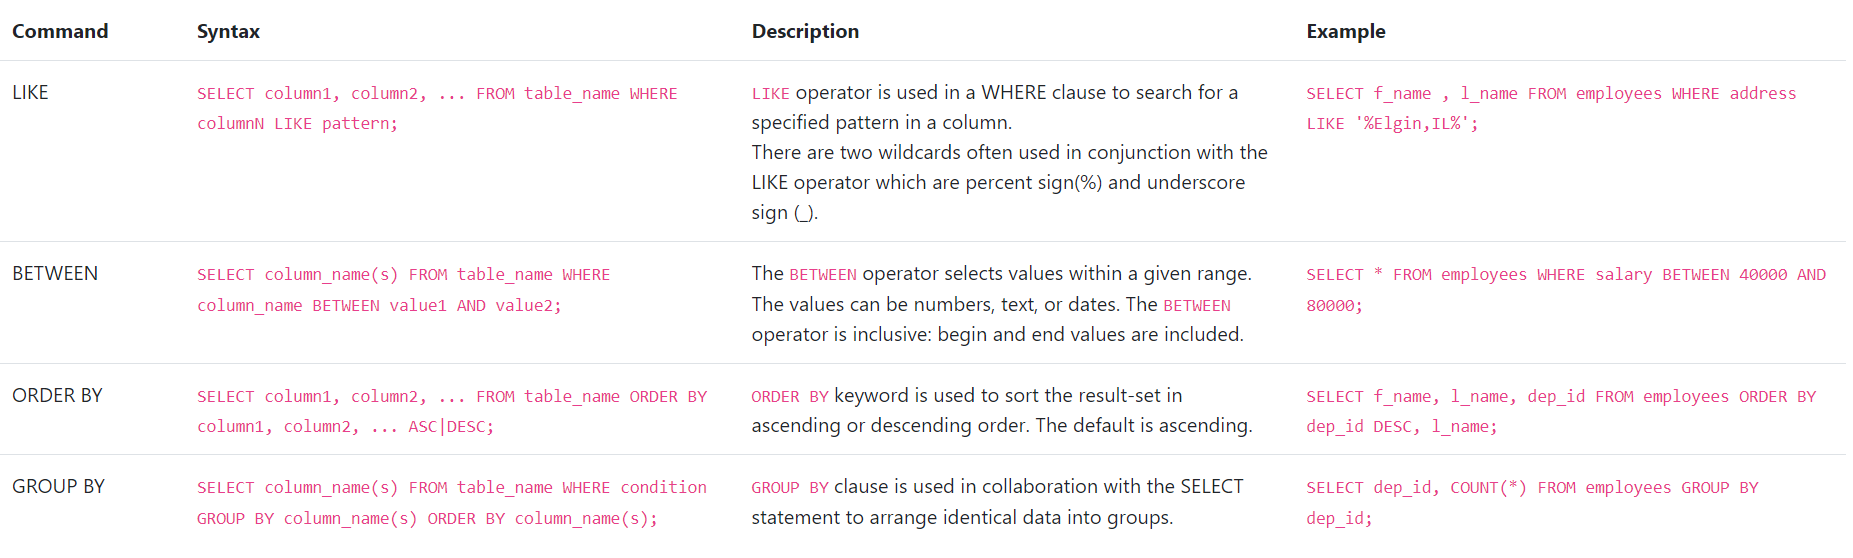 Command Syntax Description Example
LIKE
SELECT column1, column2, ... FROM table_name WHERE
columnN LIKE pattern;
LIKE operator is used in a WHERE clause to search for a
specified pattern in a column.
There are two wildcards often used in conjunction with the
LIKE operator which are percent sign(%) and underscore
sign (_).
SELECT f_name , l_name FROM employees WHERE address
LIKE '%Elgin,IL%';
BETWEEN
SELECT column_name(s) FROM table_name WHERE
column_name BETWEEN value1 AND value2;
The BETWEEN operator selects values within a given range.
The values can be numbers, text, or dates. The BETWEEN
operator is inclusive: begin and end values are included.
SELECT * FROM employees WHERE salary BETWEEN 40000 AND
80000;
ORDER BY
SELECT column1, column2, ... FROM table_name ORDER BY
column1, column2, ... ASC|DESC;
ORDER BY keyword is used to sort the result-set in
ascending or descending order. The default is ascending.
SELECT f_name, l_name, dep_id FROM employees ORDER BY
dep_id DESC, l_name;
GROUP BY
SELECT column_name(s) FROM table_name WHERE condition
GROUP BY column_name(s) ORDER BY column_name(s);
GROUP BY clause is used in collaboration with the SELECT
statement to arrange identical data into groups.
SELECT dep_id, COUNT(*) FROM employees GROUP BY
dep_id;